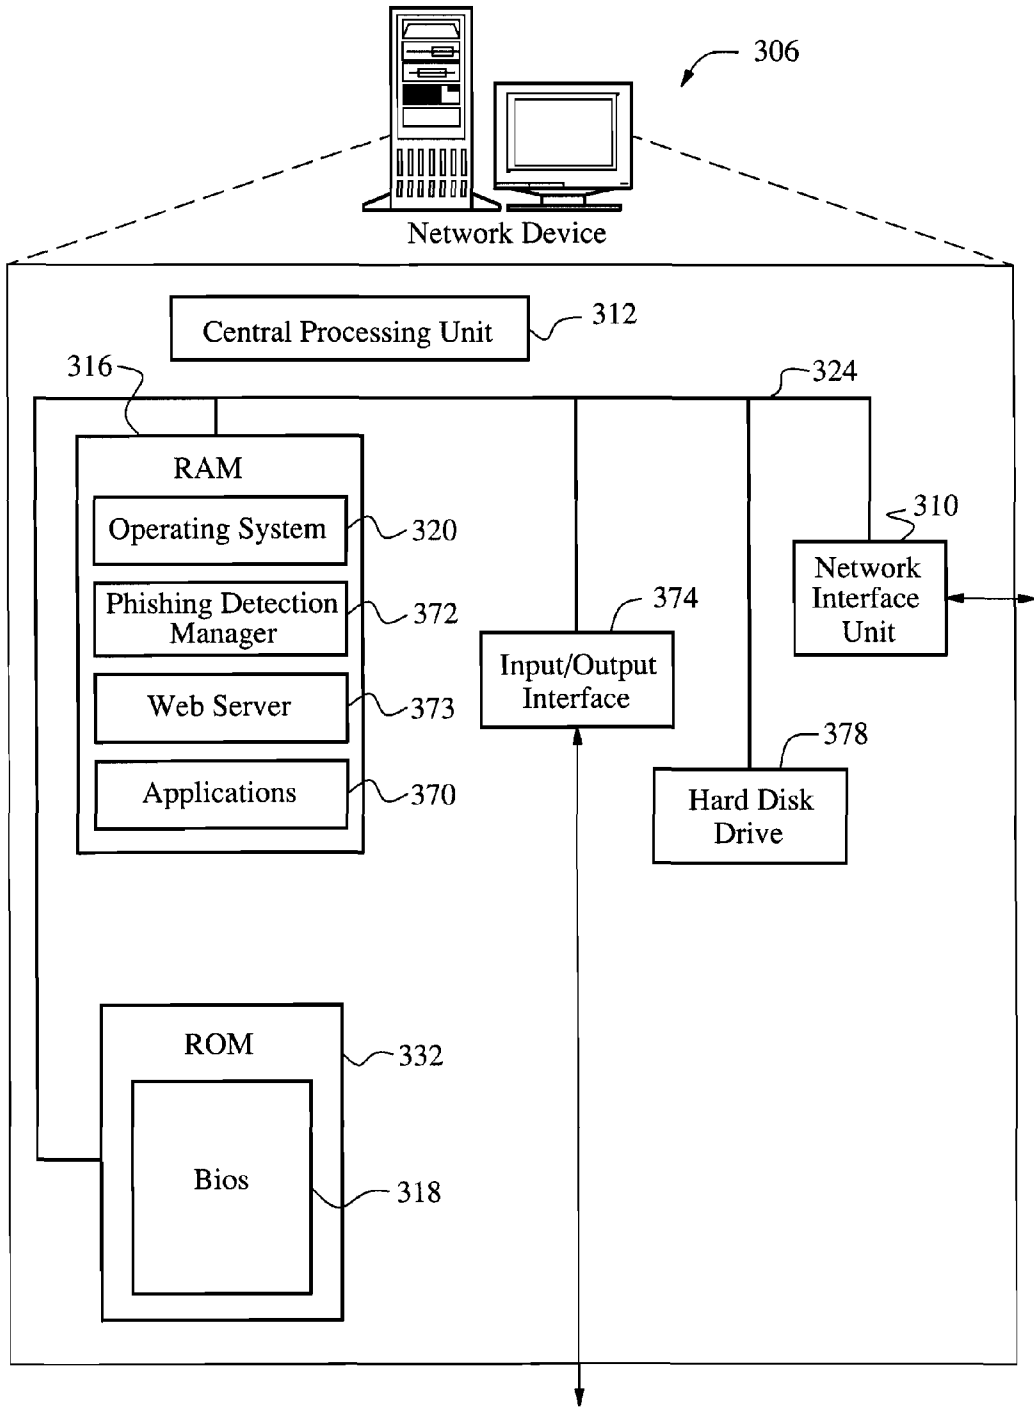 306
Network Device
Central Processing Unit
312
316
324
RAM
Operating System
320
Phishing Detection
Manager
372
Web Server
373
Applications
370
310
Network
Interface
Unit
374
Input/Output
Interface
378
Hard Disk
Drive
ROM
332
Bios
318